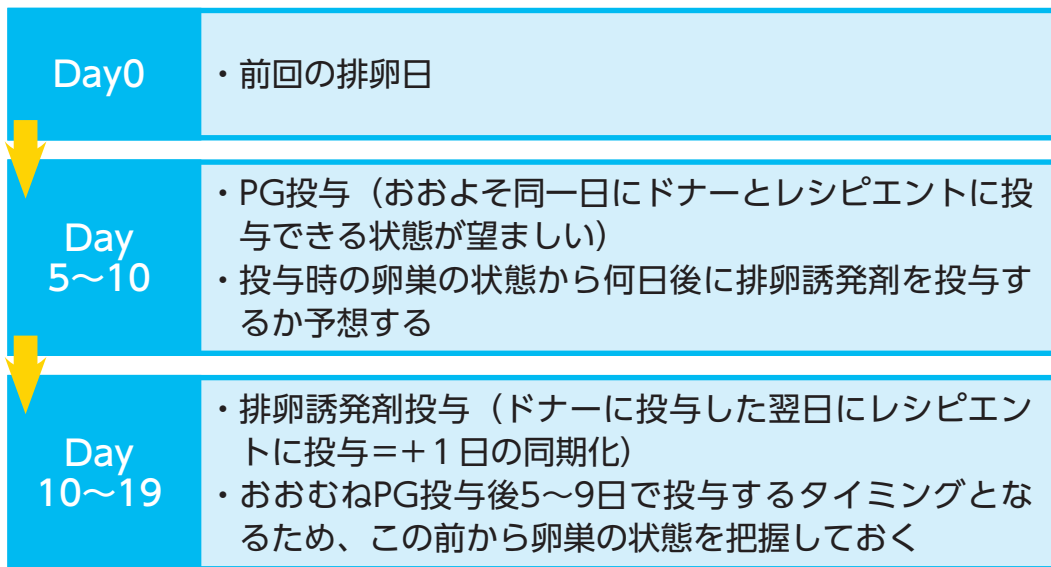 Day0
・前回の排卵日
Day
5〜10
・PG投与（おおよそ同一日にドナーとレシピエントに投
与できる状態が望ましい）
・投与時の卵巣の状態から何日後に排卵誘発剤を投与す
るか予想する
Day
10〜19
・排卵誘発剤投与（ドナーに投与した翌日にレシピエン
トに投与＝＋１日の同期化）
・おおむねPG投与後5〜9日で投与するタイミングとな
るため、この前から卵巣の状態を把握しておく